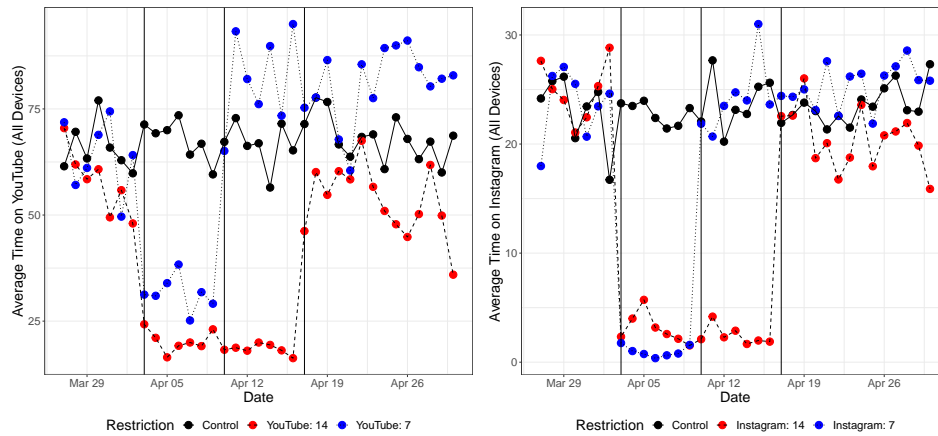 Average Time on YouTube (All Devices)
75
50
25
Mar 29
Apr 05
Apr 12
Apr 19
Apr 26
Date
Restriction Control YouTube: 14 YouTube: 7
Average Time on Instagram (All Devices)
30
20
10
0
Mar 29
Apr 05
Apr 12
Apr 19
Apr 26
Date
Restriction Control Instagram: 14 Instagram: 7